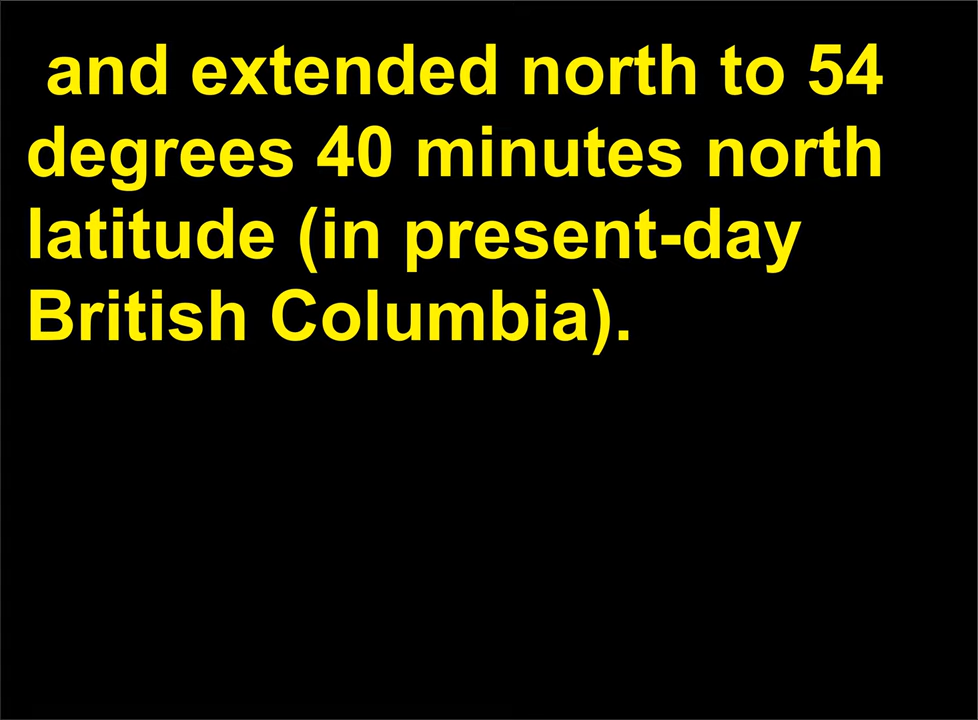 and extended north to 54
degrees 40 minutes north
latitude (in present-day
British Columbia).